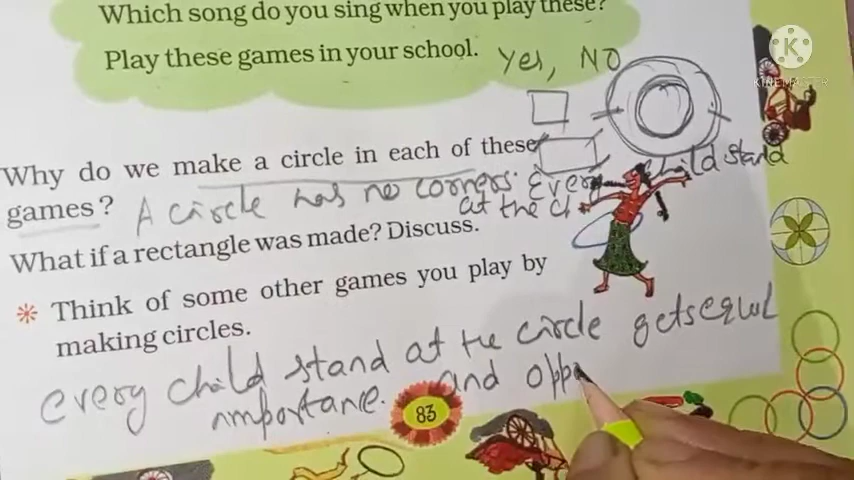 Which song do you sing when you play these?
Play these games in your school. Yes, NO
KINEMASTER
Why do we make a circle in each of these
games? A circle has no corners. Every child stand
at the
What if a rectangle was made? Discuss.
Think of some other games you play by
making circles.
every child stand at the circle gets equal
importance. and oppo
83